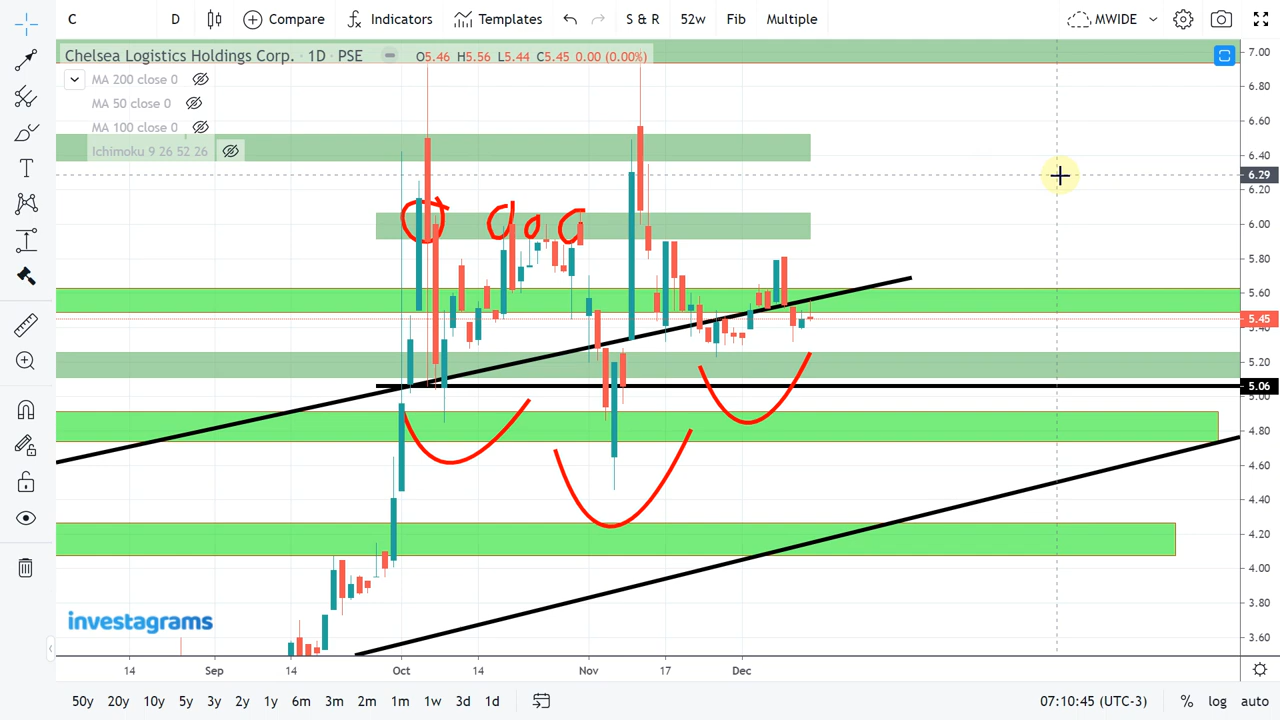 C D Compare Indicators Templates S & R 52w Fib Multiple MWIDE
Chelsea Logistics Holdings Corp. · 1D · PSE O5.46 H5.56 L5.44 C5.45 0.00 (0.00%)
MA 200 close 0
MA 50 close 0
MA 100 close 0
Ichimoku 9 26 52 26
7.00
6.80
6.60
6.40
6.29
6.20
6.00
5.80
5.60
5.45
5.40
5.20
5.06
5.00
4.80
4.60
4.40
4.20
4.00
3.80
3.60
investagrams
14 Sep 14 Oct 14 Nov 17 Dec
50y 20y 10y 5y 3y 2y 1y 6m 3m 2m 1m 1w 3d 1d 07:10:45 (UTC-3) % log auto